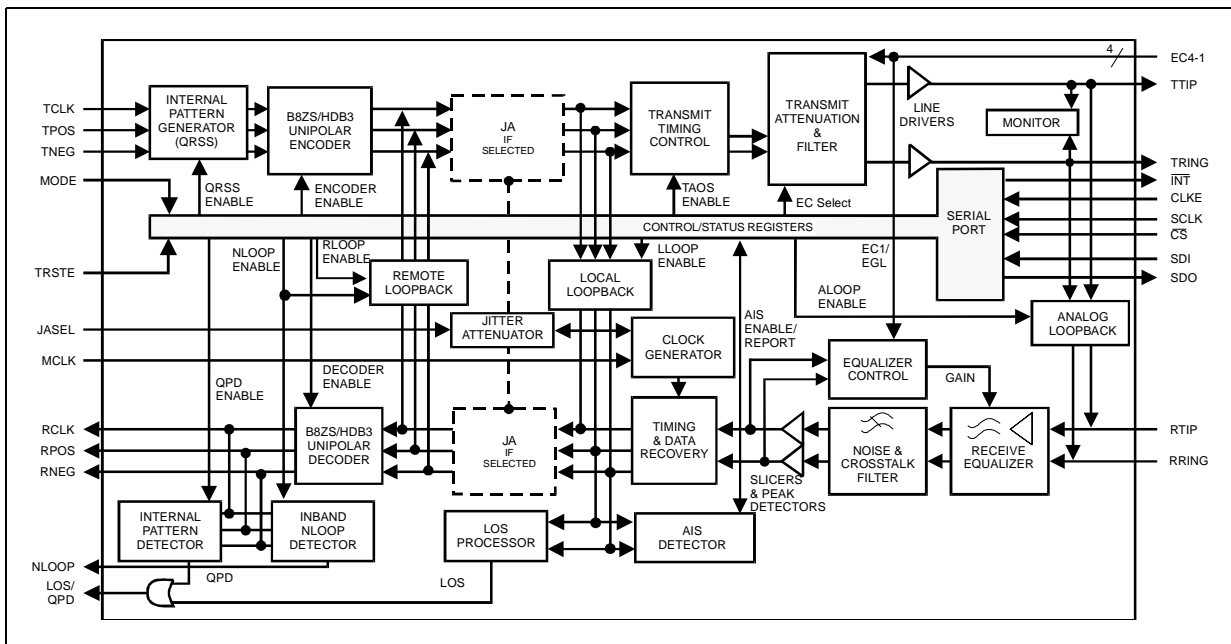 4
EC4-1
TTIP
TCLK
TPOS
TNEG
INTERNAL
PATTERN
GENERATOR
(QRSS)
B8ZS/HDB3
UNIPOLAR
ENCODER
JA
IF
SELECTED
TRANSMIT
TIMING
CONTROL
TRANSMIT
ATTENUATION
&
FILTER
LINE
DRIVERS
MONITOR
TRING
MODE
QRSS
ENABLE
ENCODER
ENABLE
TAOS
ENABLE
EC Select
INT
CLKE
SCLK
CS
SDI
SDO
SERIAL
PORT
CONTROL/STATUS REGISTERS
TRSTE
NLOOP
ENABLE
RLOOP
ENABLE
REMOTE
LOOPBACK
LOCAL
LOOPBACK
LLOOP
ENABLE
EC1/
EGL
ALOOP
ENABLE
ANALOG
LOOPBACK
JASEL
JITTER
ATTENUATOR
CLOCK
GENERATOR
AIS
ENABLE/
REPORT
MCLK
EQUALIZER
CONTROL
GAIN
QPD
ENABLE
DECODER
ENABLE
RCLK
RPOS
RNEG
B8ZS/HDB3
UNIPOLAR
DECODER
JA
IF
SELECTED
TIMING
& DATA
RECOVERY
SLICERS
& PEAK
DETECTORS
NOISE &
CROSSTALK
FILTER
RECEIVE
EQUALIZER
RTIP
RRING
INTERNAL
PATTERN
DETECTOR
INBAND
NLOOP
DETECTOR
LOS
PROCESSOR
AIS
DETECTOR
NLOOP
LOS/
QPD
QPD
LOS